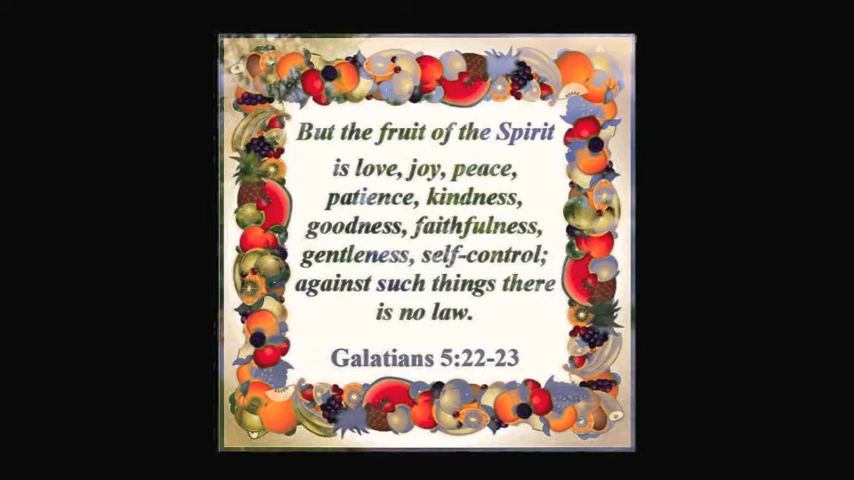 But the fruit of the Spirit
is love, joy, peace,
patience, kindness,
goodness, faithfulness,
gentleness, self-control;
against such things there
is no law.
Galatians 5:22-23